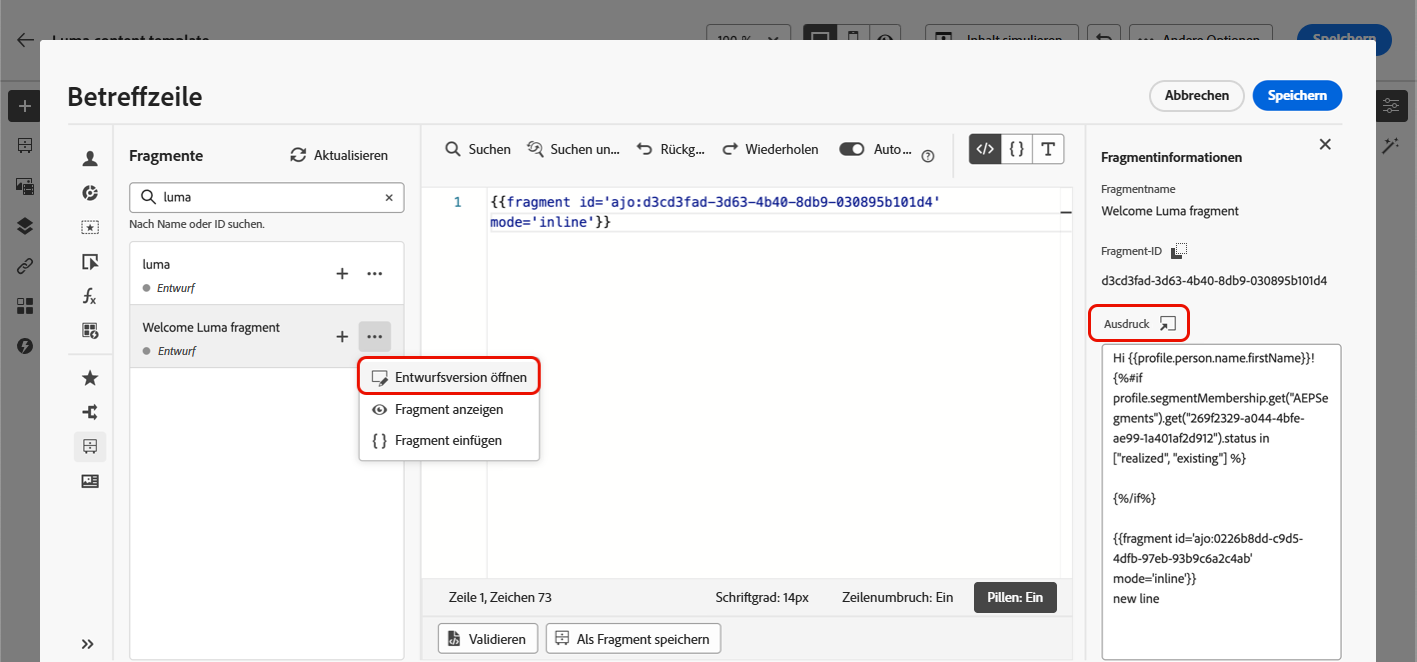 Luma content template
100 %
Inhalt simulieren
Andere Optionen
Speichern
Betreffzeile
Abbrechen
Speichern
Fragmente
Aktualisieren
luma
Nach Name oder ID suchen.
luma
Entwurf
Welcome Luma fragment
Entwurf
Entwurfsversion öffnen
Fragment anzeigen
Fragment einfügen
Suchen
Suchen un...
Rückg...
Wiederholen
Auto...
1
{{fragment id='ajo:d3cd3fad-3d63-4b40-8db9-030895b101d4'
mode='inline'}}
Zeile 1, Zeichen 73
Schriftgrad: 14px
Zeilenumbruch: Ein
Pillen: Ein
Validieren
Als Fragment speichern
Fragmentinformationen
Fragmentname
Welcome Luma fragment
Fragment-ID
d3cd3fad-3d63-4b40-8db9-030895b101d4
Ausdruck
Hi {{profile.person.name.firstName}}!
{%#if
profile.segmentMembership.get("AEPSe
gments").get("269f2329-a044-4bfe-
ae99-1a401af2d912").status in
["realized", "existing"] %}
{%/if%}
{{fragment id='ajo:0226b8dd-c9d5-
4dfb-97eb-93b9c6a2c4ab'
mode='inline'}}
new line